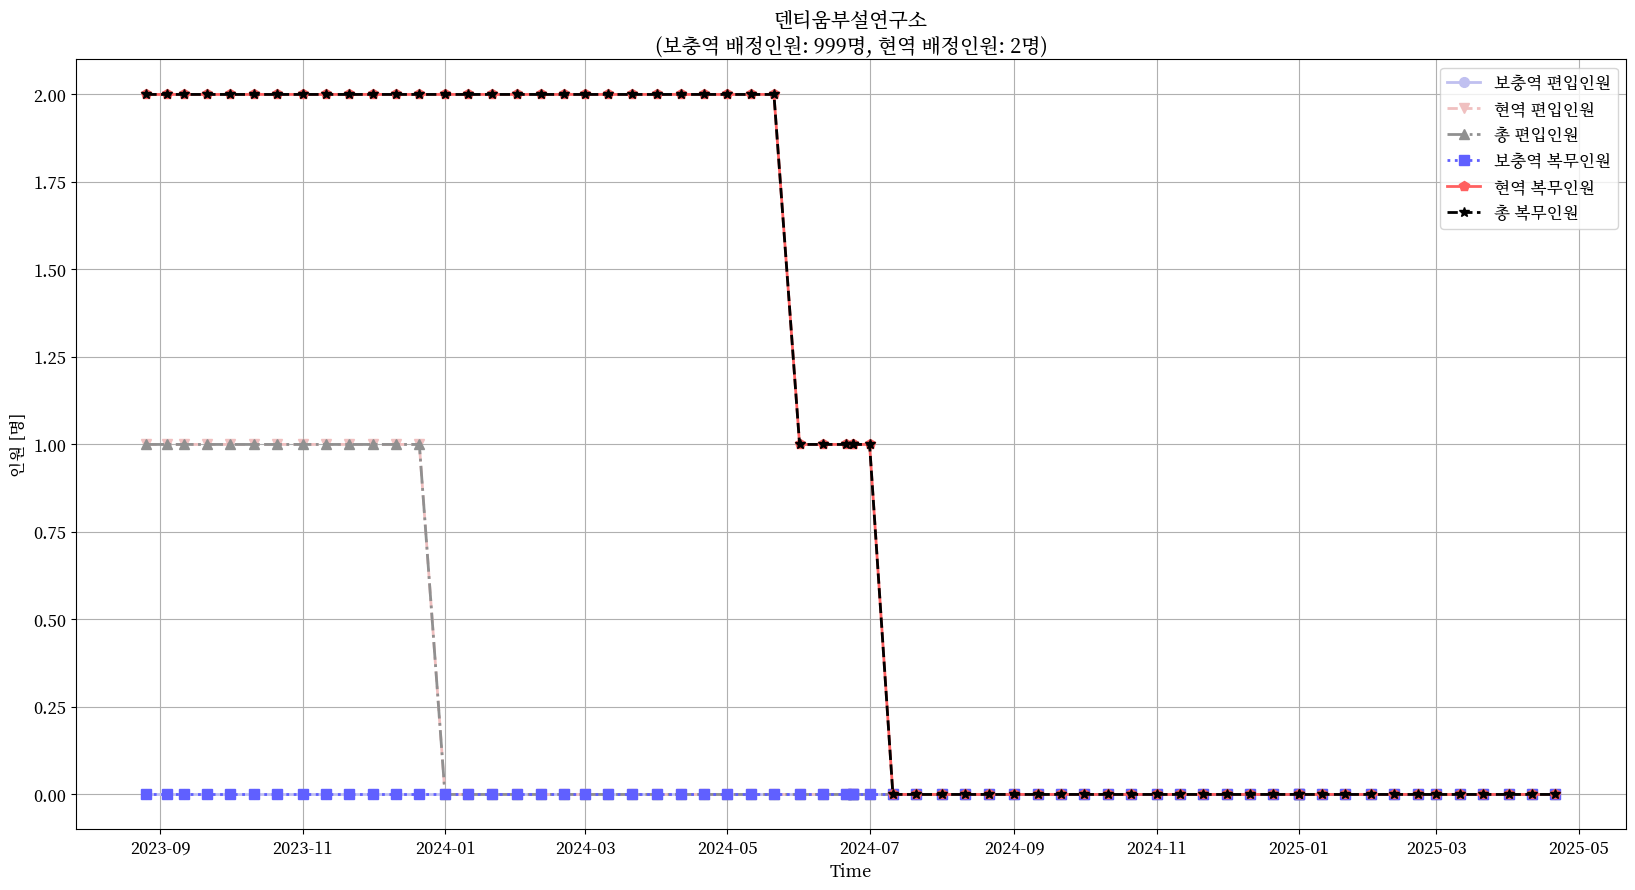 덴티움부설연구소
(보충역 배정인원: 999명, 현역 배정인원: 2명)
보충역 편입인원
현역 편입인원
총 편입인원
보충역 복무인원
현역 복무인원
총 복무인원
인원 [명]
2.00
1.75
1.50
1.25
1.00
0.75
0.50
0.25
0.00
2023-09
2023-11
2024-01
2024-03
2024-05
2024-07
2024-09
2024-11
2025-01
2025-03
2025-05
Time